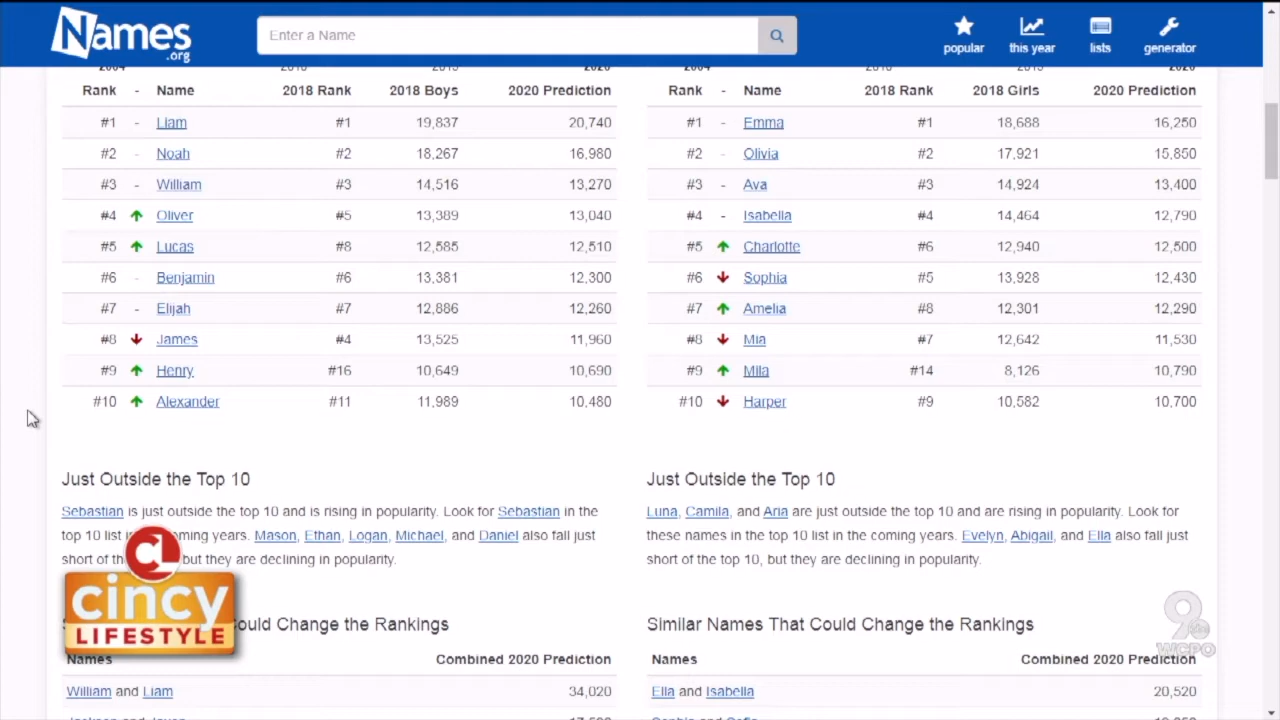 Names
.org
Enter a Name
popular
this year
lists
generator
Rank - Name 2018 Rank 2018 Boys 2020 Prediction
#1 - Liam #1 19,837 20,740
#2 - Noah #2 18,267 16,980
#3 - William #3 14,516 13,270
#4 Oliver #5 13,389 13,040
#5 Lucas #8 12,585 12,510
#6 - Benjamin #6 13,381 12,300
#7 - Elijah #7 12,886 12,260
#8 James #4 13,525 11,960
#9 Henry #16 10,649 10,690
#10 Alexander #11 11,989 10,480
Just Outside the Top 10
Sebastian is just outside the top 10 and is rising in popularity. Look for Sebastian in the
top 10 list coming years. Mason, Ethan, Logan, Michael, and Daniel also fall just
short of th but they are declining in popularity.
ould Change the Rankings
Names Combined 2020 Prediction
William and Liam 34,020
Rank - Name 2018 Rank 2018 Girls 2020 Prediction
#1 - Emma #1 18,688 16,250
#2 - Olivia #2 17,921 15,850
#3 - Ava #3 14,924 13,400
#4 - Isabella #4 14,464 12,790
#5 Charlotte #6 12,940 12,500
#6 Sophia #5 13,928 12,430
#7 Amelia #8 12,301 12,290
#8 Mia #7 12,642 11,530
#9 Mila #14 8,126 10,790
#10 Harper #9 10,582 10,700
Just Outside the Top 10
Luna, Camila, and Aria are just outside the top 10 and are rising in popularity. Look for
these names in the top 10 list in the coming years. Evelyn, Abigail, and Ella also fall just
short of the top 10, but they are declining in popularity.
Similar Names That Could Change the Rankings
Names Combined 2020 Prediction
Ella and Isabella 20,520
cl
cincy
LIFESTYLE
9
WCPO